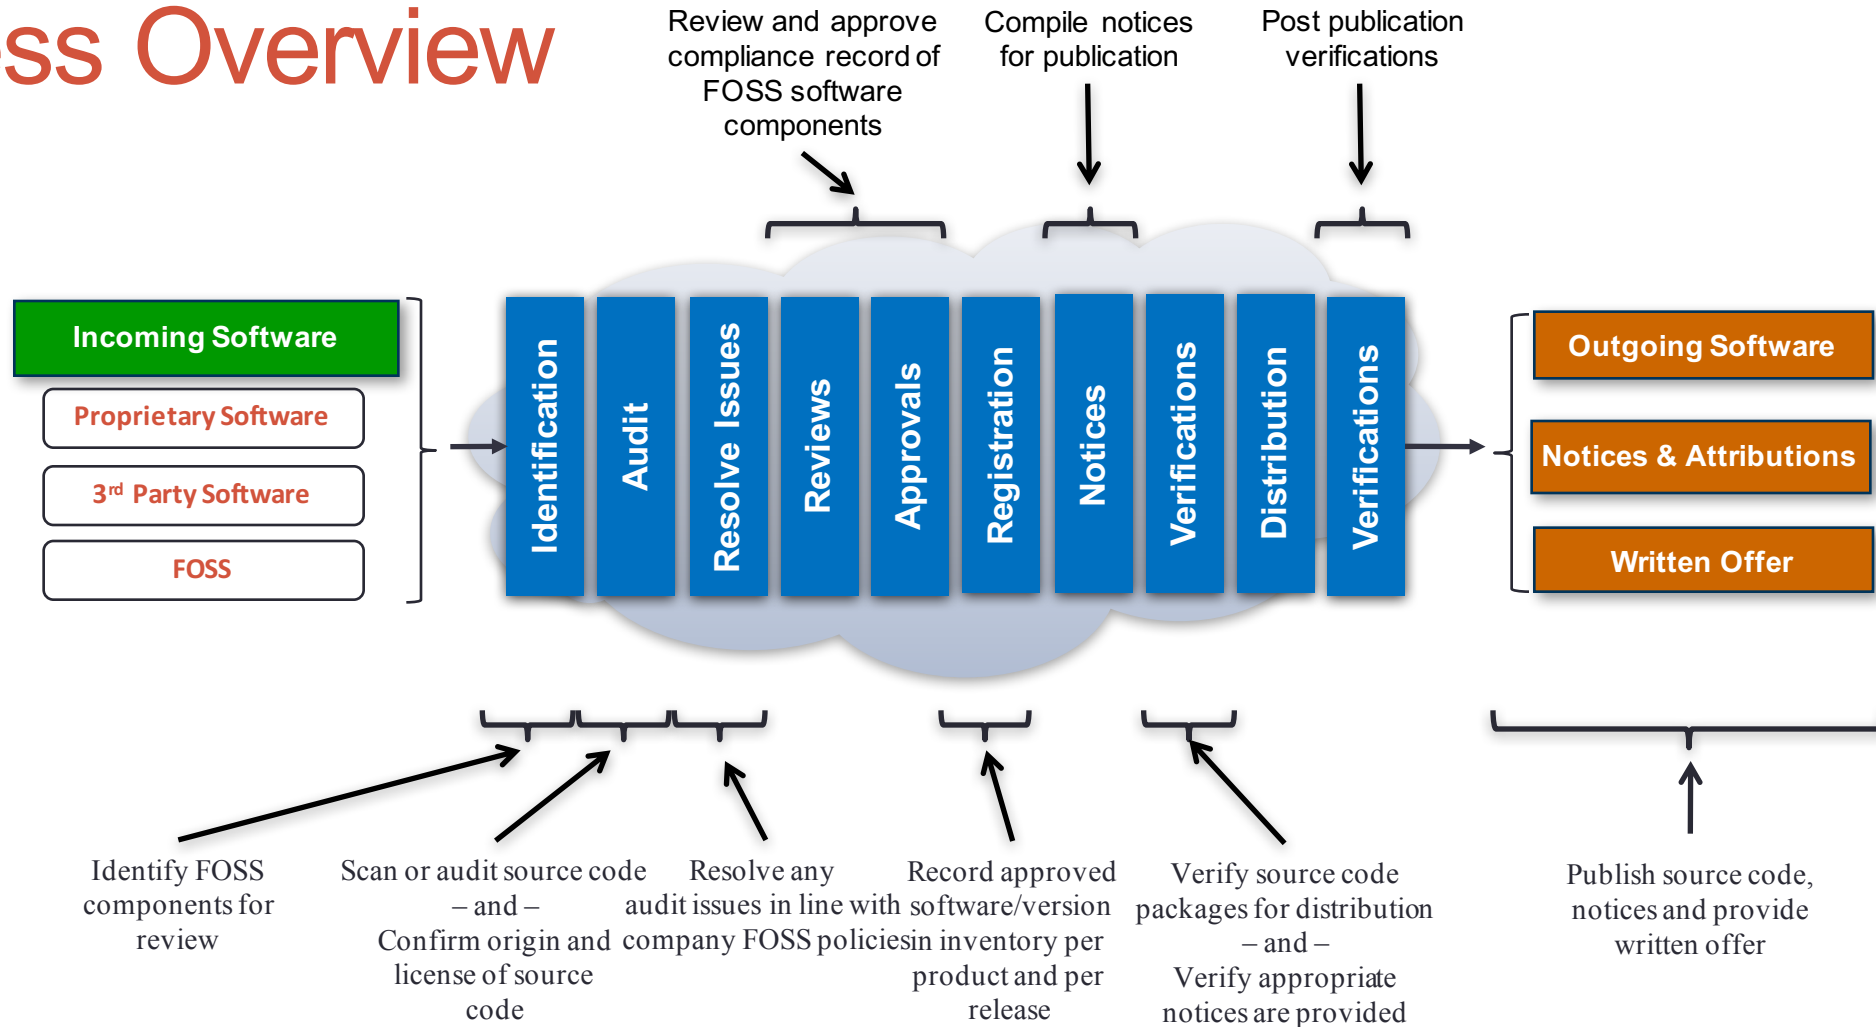 ess Overview
Review and approve
compliance record of
FOSS software
components
Compile notices
for publication
Post publication
verifications
Incoming Software
Proprietary Software
3rd Party Software
FOSS
Identification
Audit
Resolve Issues
Reviews
Approvals
Registration
Notices
Verifications
Distribution
Verifications
Outgoing Software
Notices & Attributions
Written Offer
Identify FOSS
components for
review
Scan or audit source code
– and –
Confirm origin and
license of source
code
Resolve any
audit issues in line with
company FOSS policies
Record approved
software/version
in inventory per
product and per
release
Verify source code
packages for distribution
– and –
Verify appropriate
notices are provided
Publish source code,
notices and provide
written offer